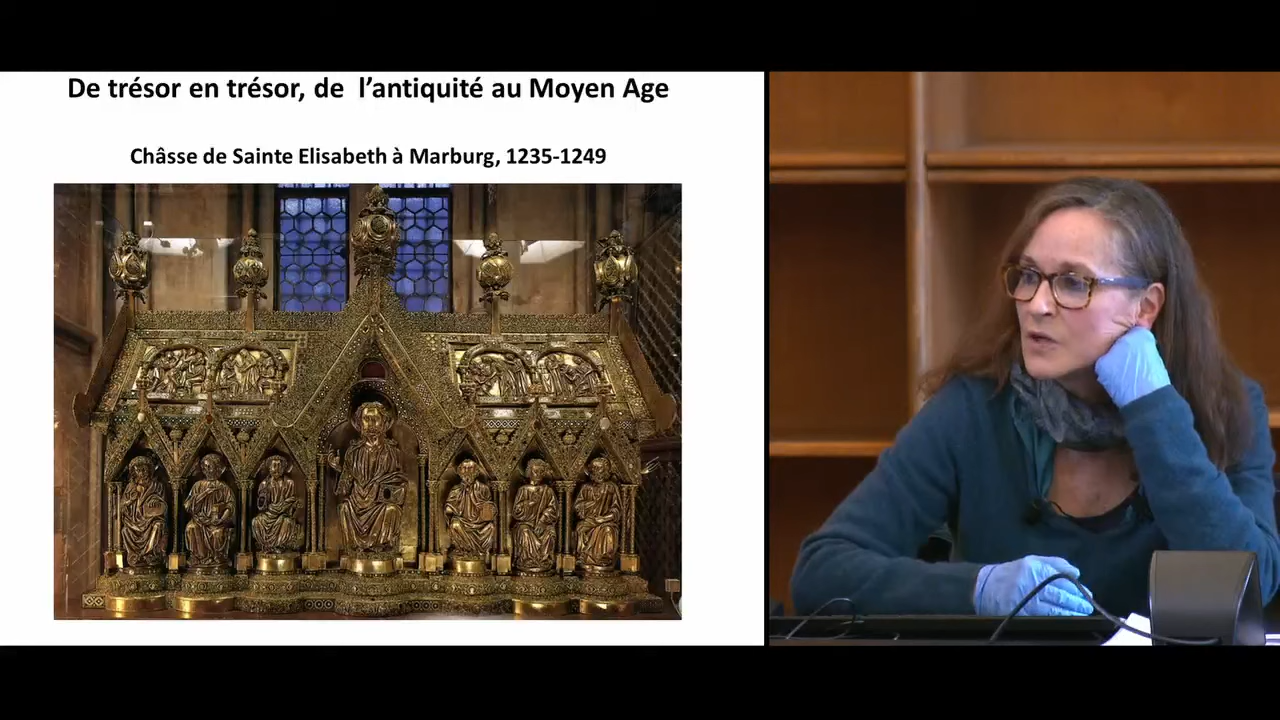 De trésor en trésor, de l’antiquité au Moyen Age
Châsse de Sainte Elisabeth à Marburg, 1235-1249